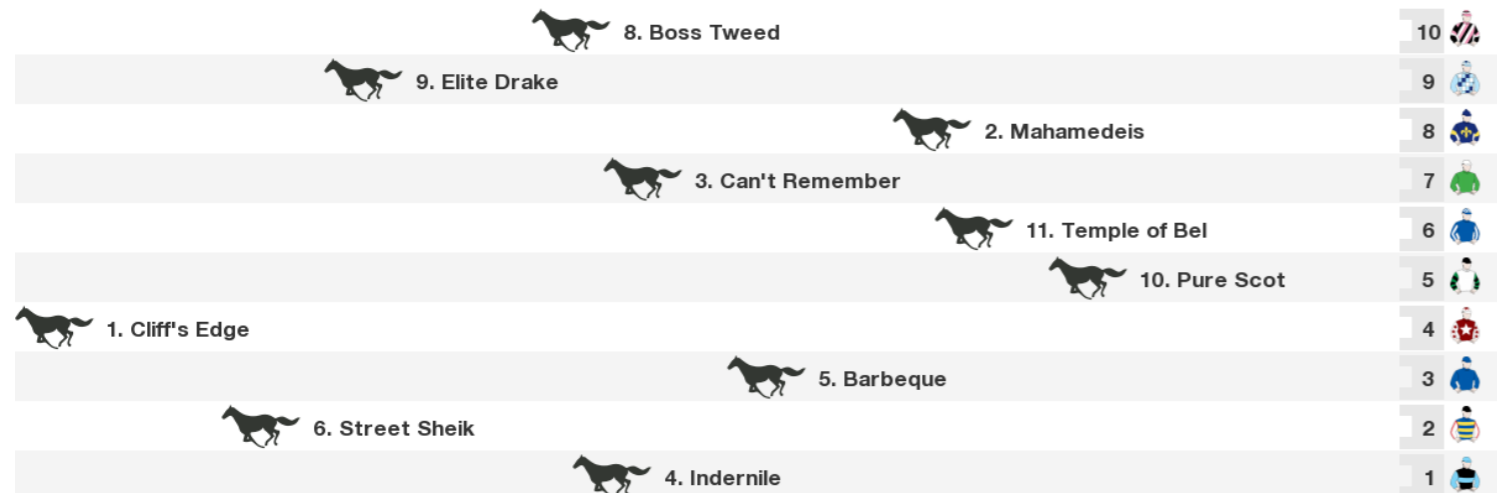 8. Boss Tweed 10
9. Elite Drake 9
2. Mahamedeis 8
3. Can't Remember 7
11. Temple of Bel 6
10. Pure Scot 5
1. Cliff's Edge 4
5. Barbeque 3
6. Street Sheik 2
4. Indernile 1